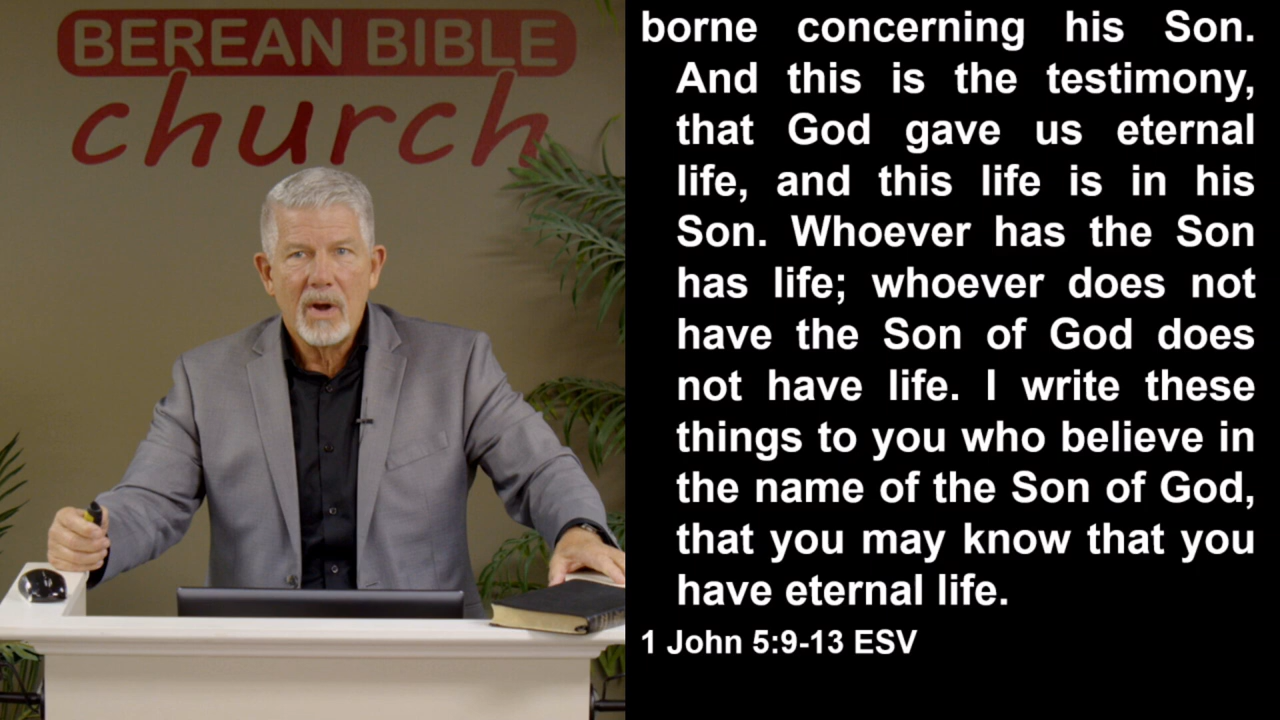 BEREAN BIBLE
church
borne concerning his Son.
And this is the testimony,
that God gave us eternal
life, and this life is in his
Son. Whoever has the Son
has life; whoever does not
have the Son of God does
not have life. I write these
things to you who believe in
the name of the Son of God,
that you may know that you
have eternal life.
1 John 5:9-13 ESV